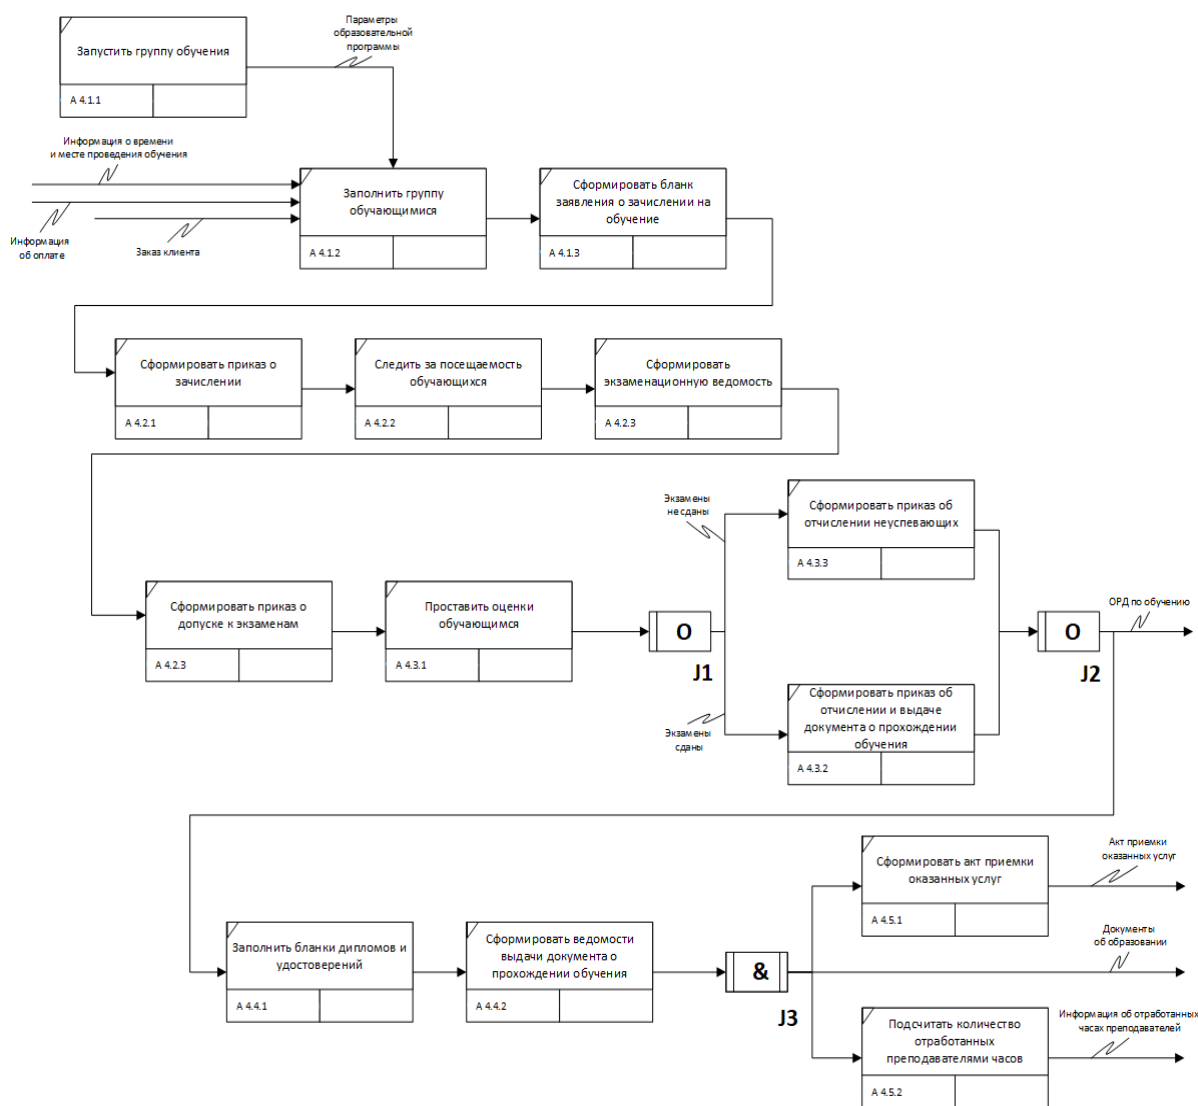 Параметры
образовательной
программы
Запустить группу обучения
А 4.1.1
Информация о времени
и месте проведения обучения
Информация
об оплате
Заказ клиента
Заполнить группу
обучающимися
А 4.1.2
Сформировать бланк
заявления о зачислении на
обучение
А 4.1.3
Сформировать приказ о
зачислении
А 4.2.1
Следить за посещаемость
обучающихся
А 4.2.2
Сформировать
экзаменационную ведомость
А 4.2.3
Сформировать приказ о
допуске к экзаменам
А 4.2.3
Проставить оценки
обучающимся
А 4.3.1
O
J1
Экзамены
не сданы
Экзамены
сданы
Сформировать приказ об
отчислении неуспевающих
А 4.3.3
Сформировать приказ об
отчислении и выдаче
документа о прохождении
обучения
А 4.3.2
O
J2
ОРД по обучению
Заполнить бланки дипломов и
удостоверений
А 4.4.1
Сформировать ведомости
выдачи документа о
прохождении обучения
А 4.4.2
&
J3
Сформировать акт приемки
оказанных услуг
А 4.5.1
Акт приемки
оказанных услуг
Документы
об образовании
Подсчитать количество
отработанных
преподавателями часов
А 4.5.2
Информация об отработанных
часах преподавателей